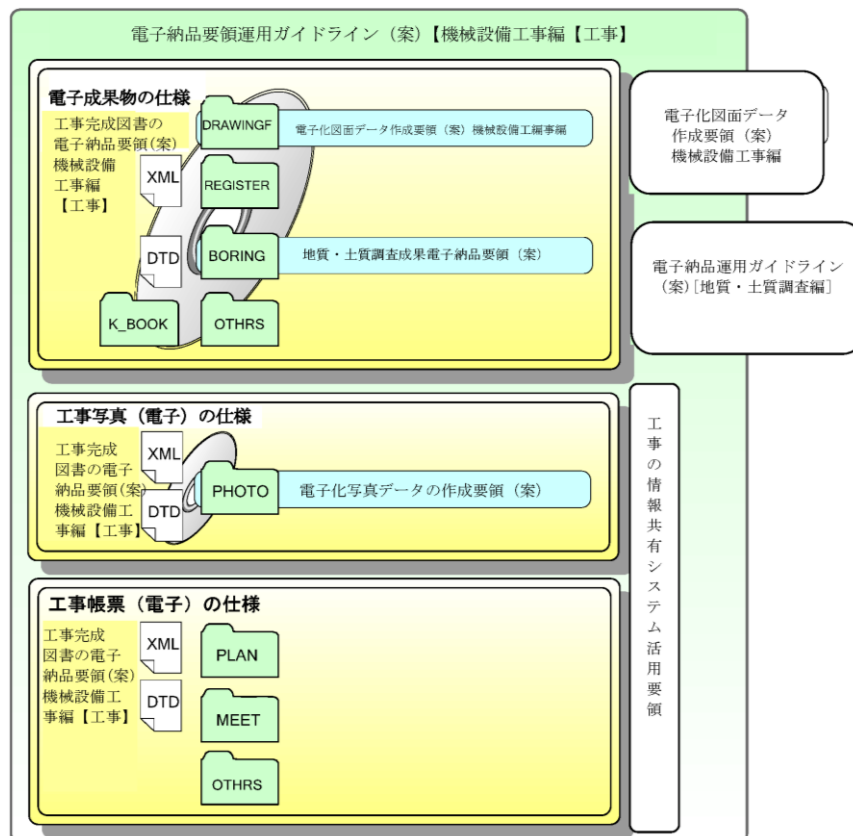 電子納品要領運用ガイドライン（案）【機械設備工事編【工事】
電子成果物の仕様
工事完成図書の
電子納品要領(案)
機械設備
工事編
【工事】
XML
DTD
DRAWINGF
電子化図面データ作成要領（案）機械設備工編事編
REGISTER
BORING
地質・土質調査成果電子納品要領（案）
K_BOOK
OTHRS
電子化図面データ
作成要領（案）
機械設備工事編
電子納品運用ガイドライン
（案）[地質・土質調査編]
工事写真（電子）の仕様
工事完成
図書の電子
納品要領(案)
機械設備工
事編【工事】
XML
DTD
PHOTO
電子化写真データの作成要領（案）
工事帳票（電子）の仕様
工事完成
図書の電子
納品要領(案)
機械設備工
事編【工事】
XML
DTD
PLAN
MEET
OTHRS
工事の情報共有システム活用要領